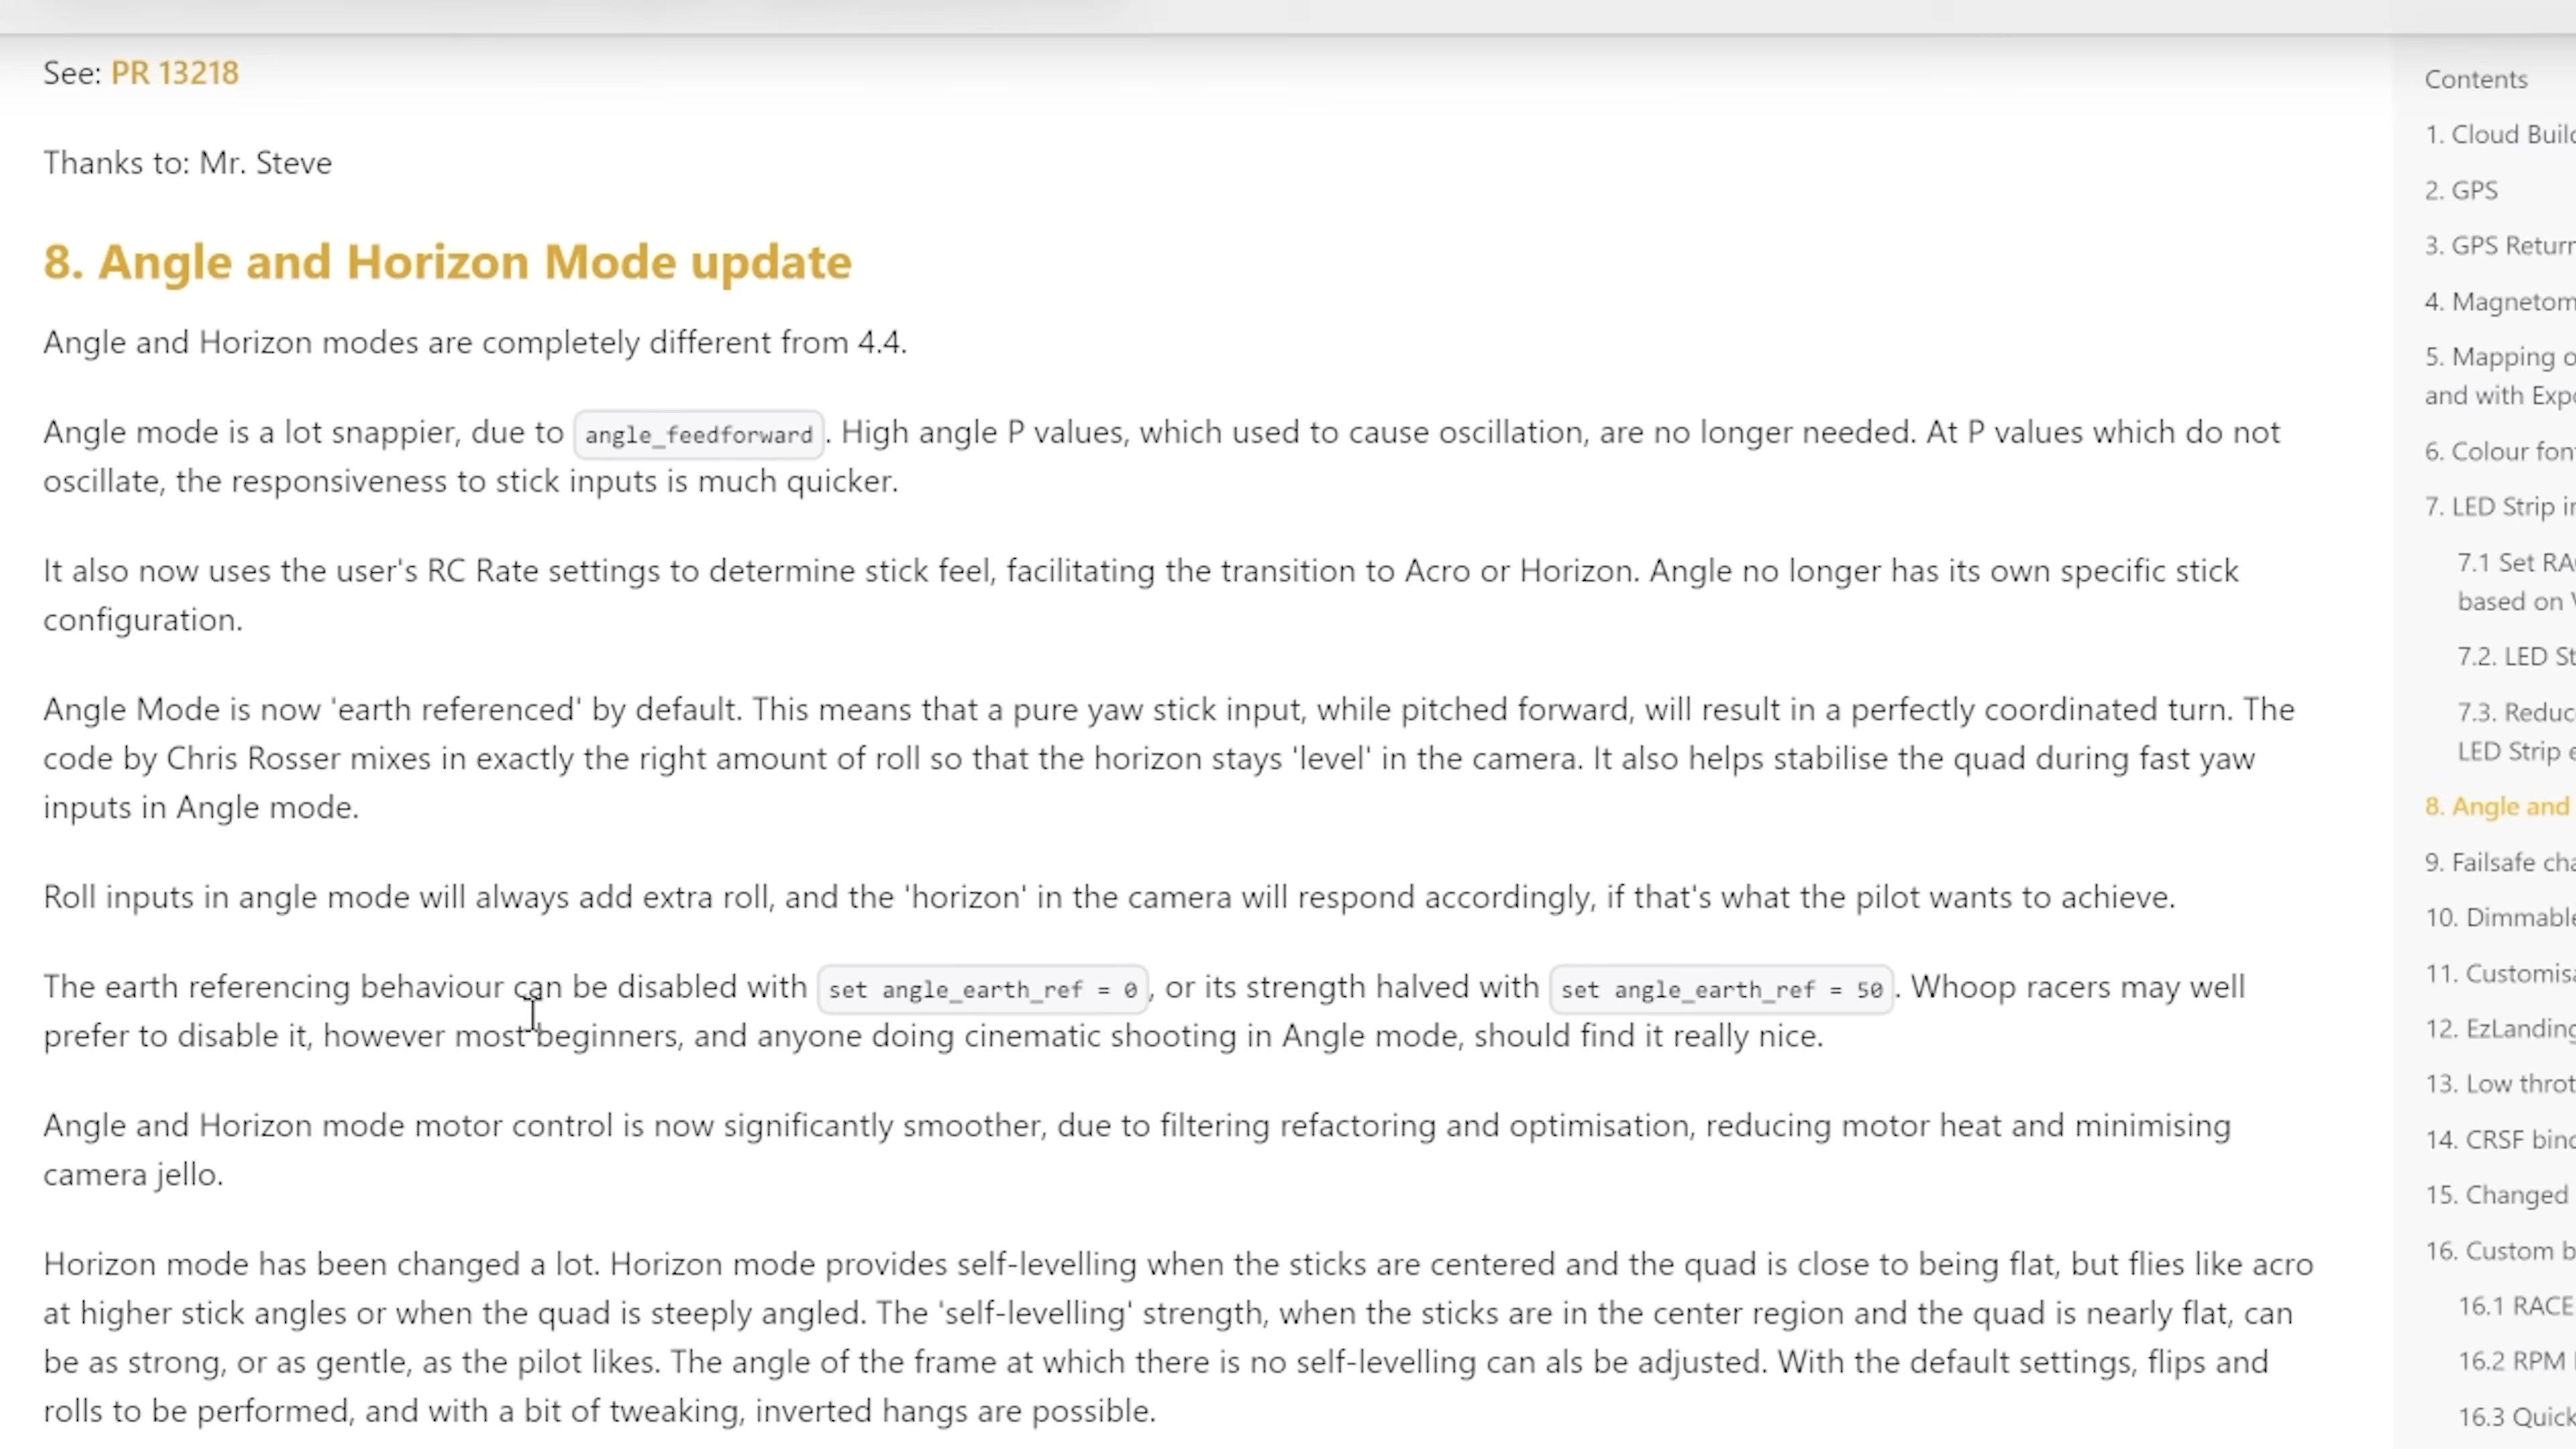 See: PR 13218
Thanks to: Mr. Steve
8. Angle and Horizon Mode update
Angle and Horizon modes are completely different from 4.4.
Angle mode is a lot snappier, due to angle_feedforward. High angle P values, which used to cause oscillation, are no longer needed. At P values which do not
oscillate, the responsiveness to stick inputs is much quicker.
It also now uses the user's RC Rate settings to determine stick feel, facilitating the transition to Acro or Horizon. Angle no longer has its own specific stick
configuration.
Angle Mode is now 'earth referenced' by default. This means that a pure yaw stick input, while pitched forward, will result in a perfectly coordinated turn. The
code by Chris Rosser mixes in exactly the right amount of roll so that the horizon stays 'level' in the camera. It also helps stabilise the quad during fast yaw
inputs in Angle mode.
Roll inputs in angle mode will always add extra roll, and the 'horizon' in the camera will respond accordingly, if that's what the pilot wants to achieve.
The earth referencing behaviour can be disabled with set angle_earth_ref = 0, or its strength halved with set angle_earth_ref = 50. Whoop racers may well
prefer to disable it, however most beginners, and anyone doing cinematic shooting in Angle mode, should find it really nice.
Angle and Horizon mode motor control is now significantly smoother, due to filtering refactoring and optimisation, reducing motor heat and minimising
camera jello.
Horizon mode has been changed a lot. Horizon mode provides self-levelling when the sticks are centered and the quad is close to being flat, but flies like acro
at higher stick angles or when the quad is steeply angled. The 'self-levelling' strength, when the sticks are in the center region and the quad is nearly flat, can
be as strong, or as gentle, as the pilot likes. The angle of the frame at which there is no self-levelling can als be adjusted. With the default settings, flips and
rolls to be performed, and with a bit of tweaking, inverted hangs are possible.
Contents
1. Cloud Buil
2. GPS
3. GPS Return
4. Magnetom
5. Mapping o
and with Exp
6. Colour fon
7. LED Strip i
7.1 Set RA
based on
7.2. LED St
7.3. Reduc
LED Strip e
8. Angle and
9. Failsafe cha
10. Dimmable
11. Customisa
12. EzLanding
13. Low throt
14. CRSF bind
15. Changed
16. Custom b
16.1 RACE
16.2 RPM
16.3 Quick